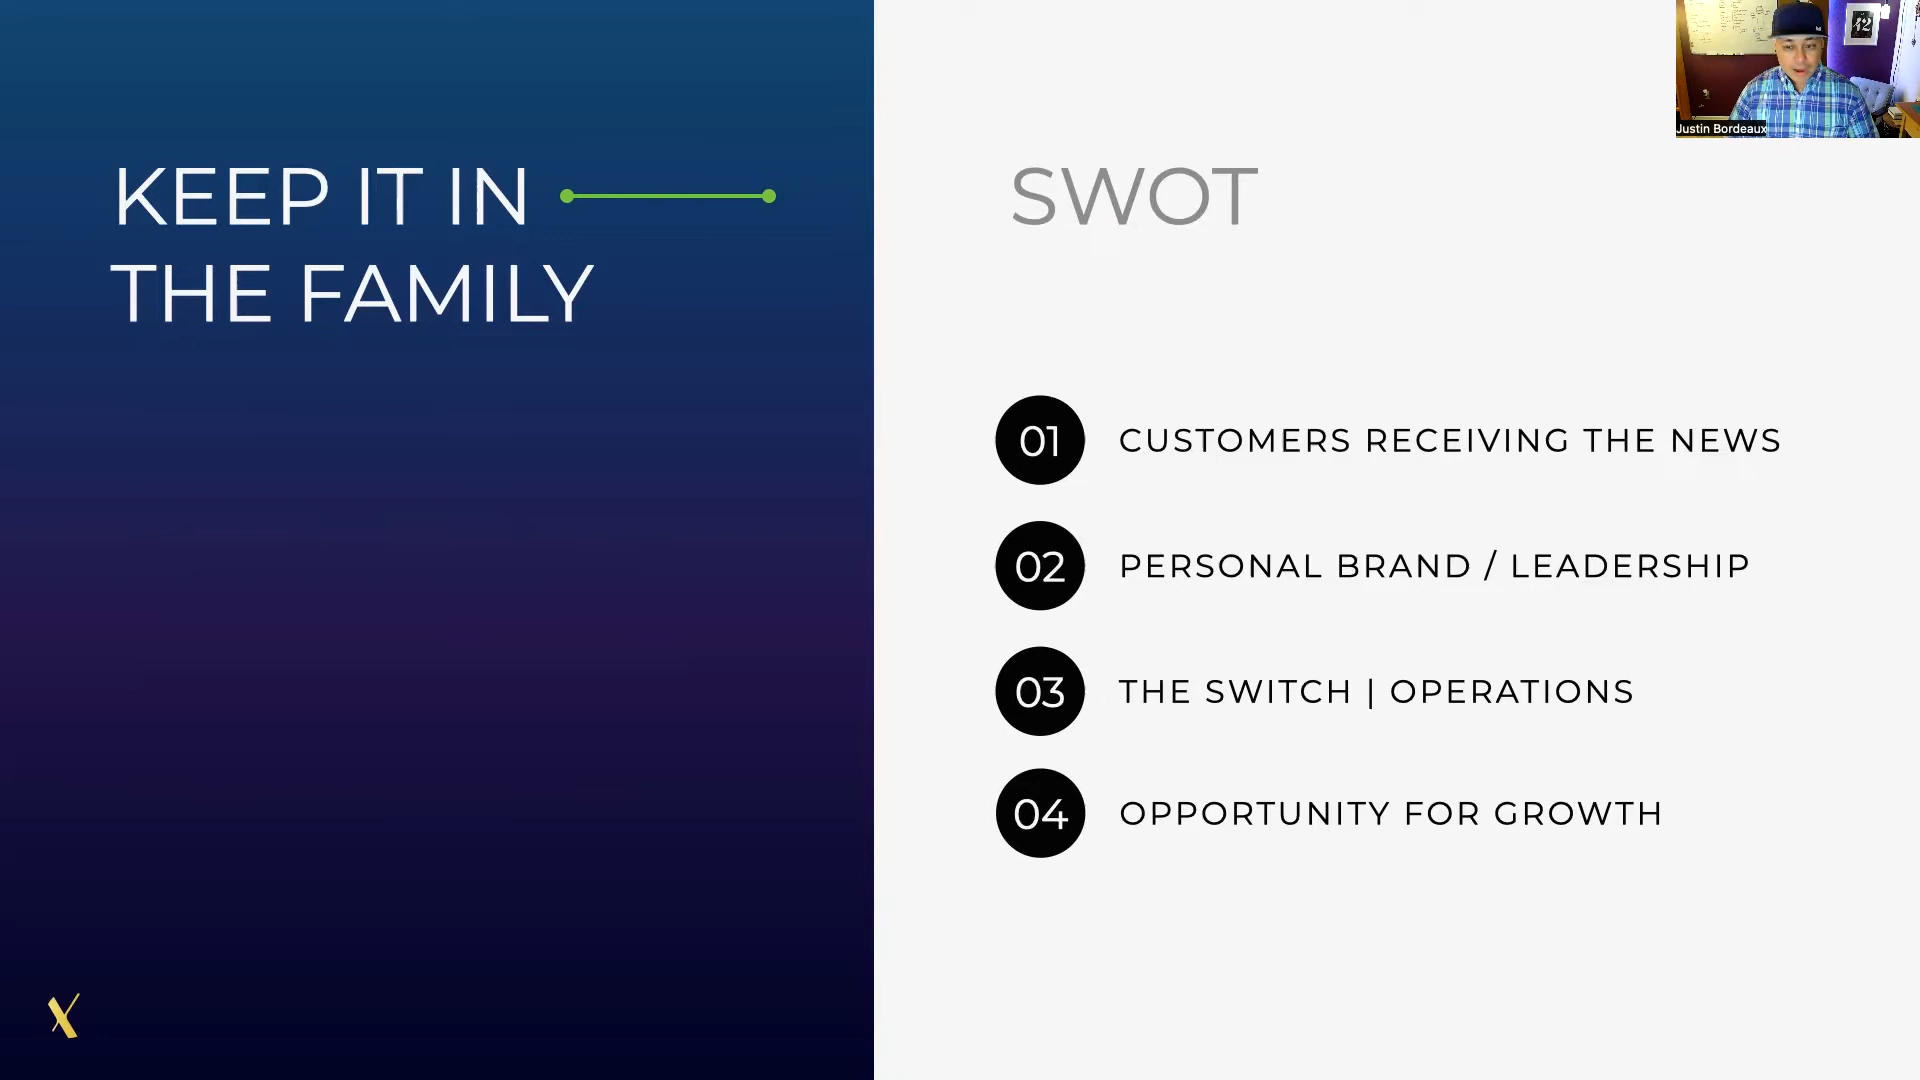 KEEP IT IN
THE FAMILY
SWOT
01 CUSTOMERS RECEIVING THE NEWS
02 PERSONAL BRAND / LEADERSHIP
03 THE SWITCH | OPERATIONS
04 OPPORTUNITY FOR GROWTH
X
42
Justin Bordeaux